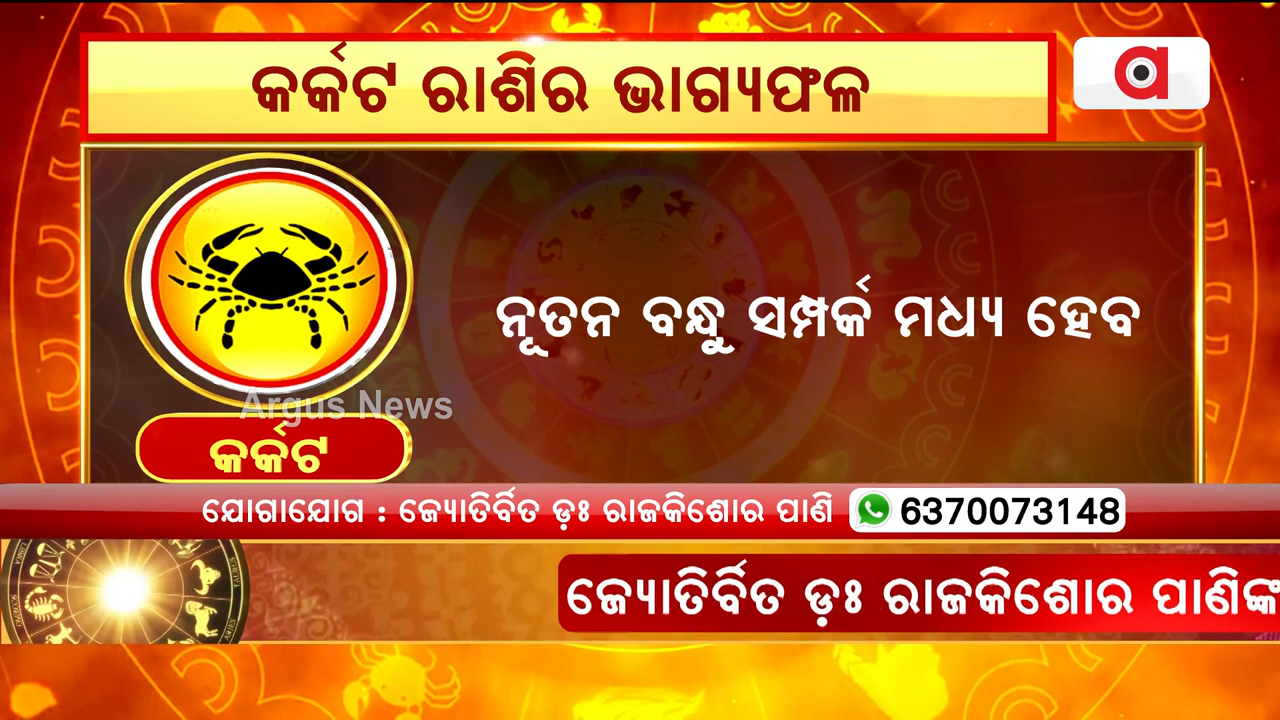 କର୍କଟ ରାଶିର ଭାଗ୍ୟଫଳ
a
ନୂତନ ବନ୍ଧୁ ସମ୍ପର୍କ ମଧ୍ୟ ହେବ
Argus News
କର୍କଟ
ଯୋଗାଯୋଗ : ଜ୍ୟୋତିର୍ବିତ ଡ଼ଃ ରାଜକିଶୋର ପାଣି 6370073148
ଜ୍ୟୋତିର୍ବିତ ଡ଼ଃ ରାଜକିଶୋର ପାଣିଙ୍କ